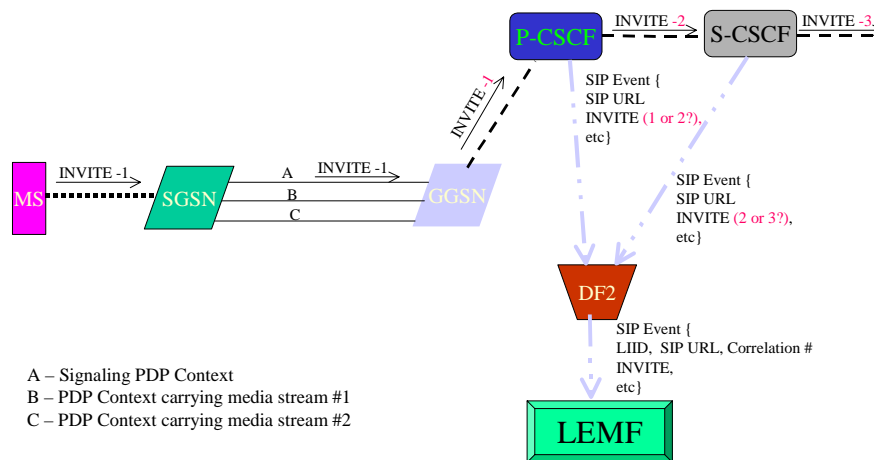 INVITE -2
INVITE -3
P-CSCF
S-CSCF
INVITE -1
SIP Event {
SIP URL
INVITE (1 or 2?),
etc}
INVITE -1
A
INVITE -1
MS
SGSN
B
GGSN
C
SIP Event {
SIP URL
INVITE (2 or 3?),
etc}
DF2
SIP Event {
LIID,  SIP URL, Correlation #
INVITE,
etc}
A – Signaling PDP Context
B – PDP Context carrying media stream #1
C – PDP Context carrying media stream #2
LEMF